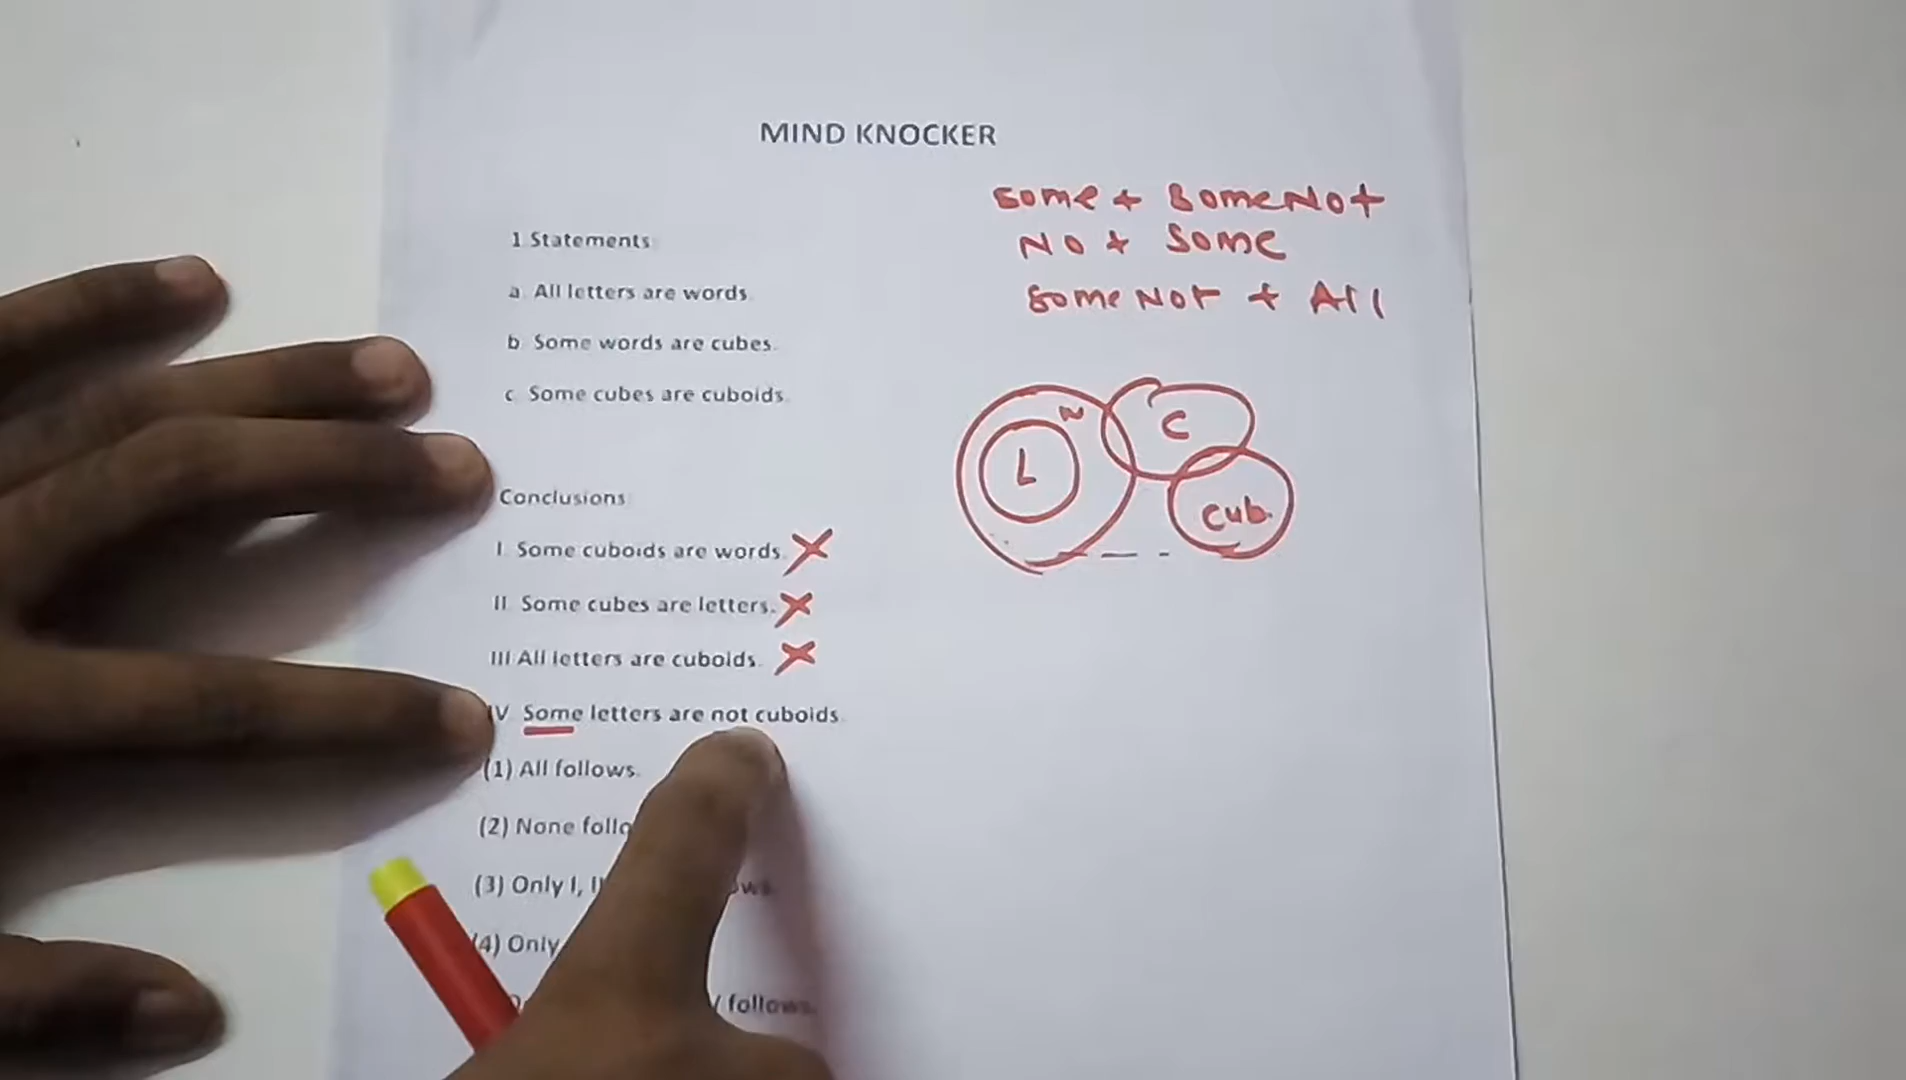 MIND KNOCKER
some + someNot
No + some
some Not + All
1 Statements
a. All letters are words.
b. Some words are cubes.
c. Some cubes are cuboids.
W
C
L
cub.
Conclusions
I. Some cuboids are words.
II. Some cubes are letters.
III All letters are cuboids.
IV. Some letters are not cuboids.
(1) All follows.
(2) None
(3) Only I,
(4) Only
follows.